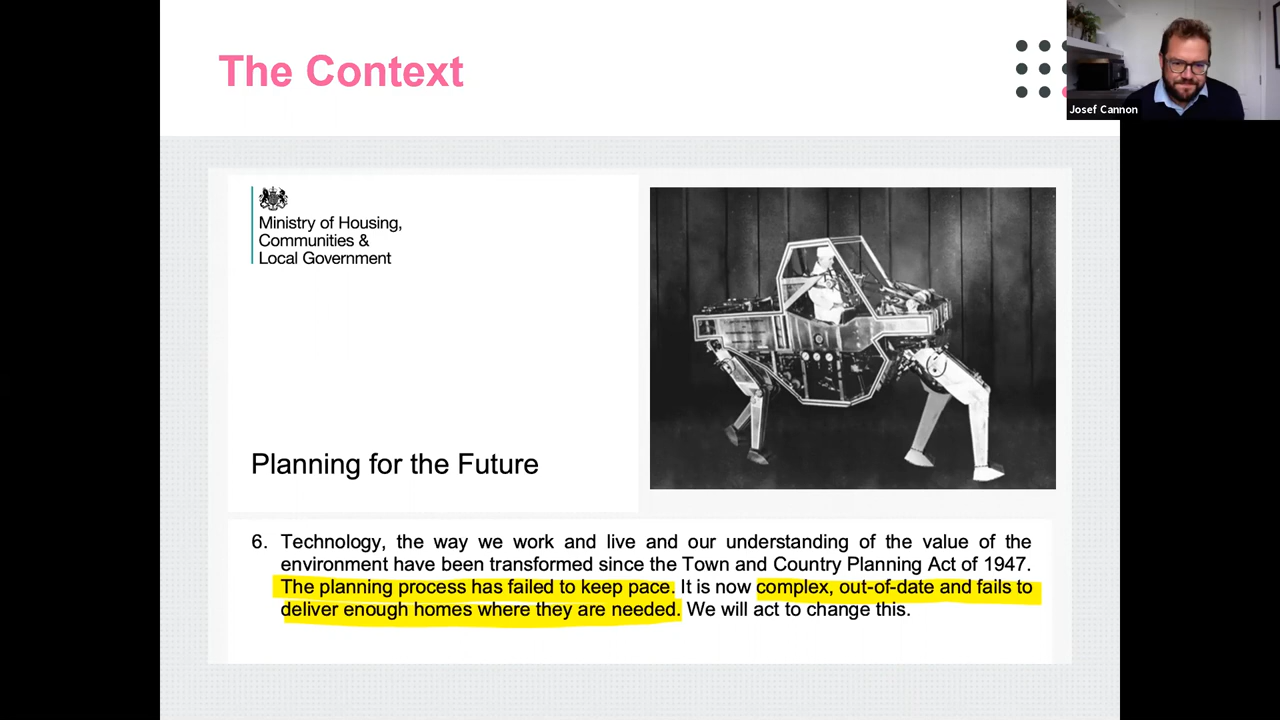 The Context
Josef Cannon
Ministry of Housing,
Communities &
Local Government
Planning for the Future
6. Technology, the way we work and live and our understanding of the value of the
environment have been transformed since the Town and Country Planning Act of 1947.
The planning process has failed to keep pace. It is now complex, out-of-date and fails to
deliver enough homes where they are needed. We will act to change this.